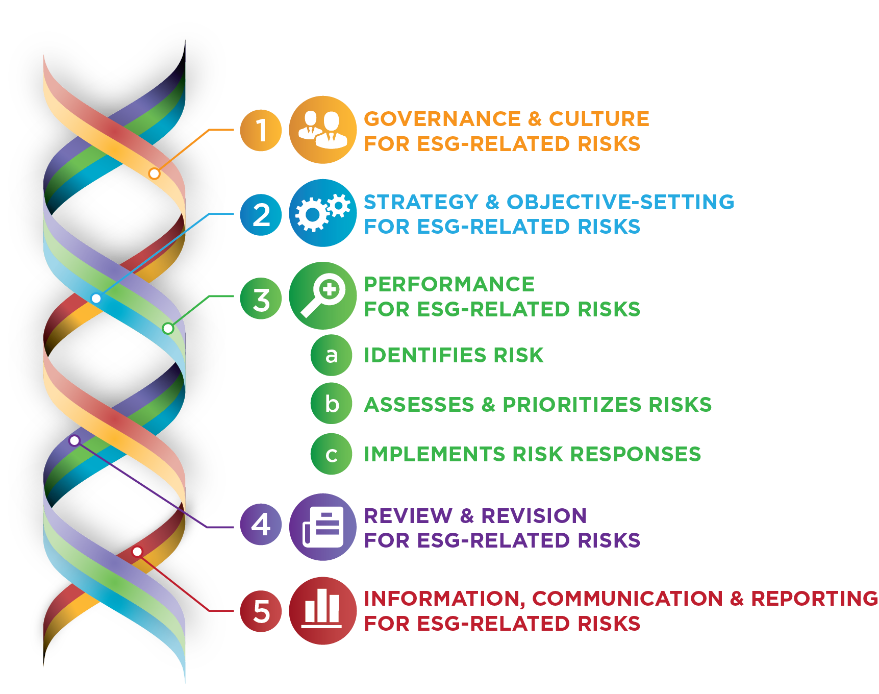 1
GOVERNANCE & CULTURE
FOR ESG-RELATED RISKS
2
STRATEGY & OBJECTIVE-SETTING
FOR ESG-RELATED RISKS
3
PERFORMANCE
FOR ESG-RELATED RISKS
a IDENTIFIES RISK
b ASSESSES & PRIORITIZES RISKS
c IMPLEMENTS RISK RESPONSES
4
REVIEW & REVISION
FOR ESG-RELATED RISKS
5
INFORMATION, COMMUNICATION & REPORTING
FOR ESG-RELATED RISKS